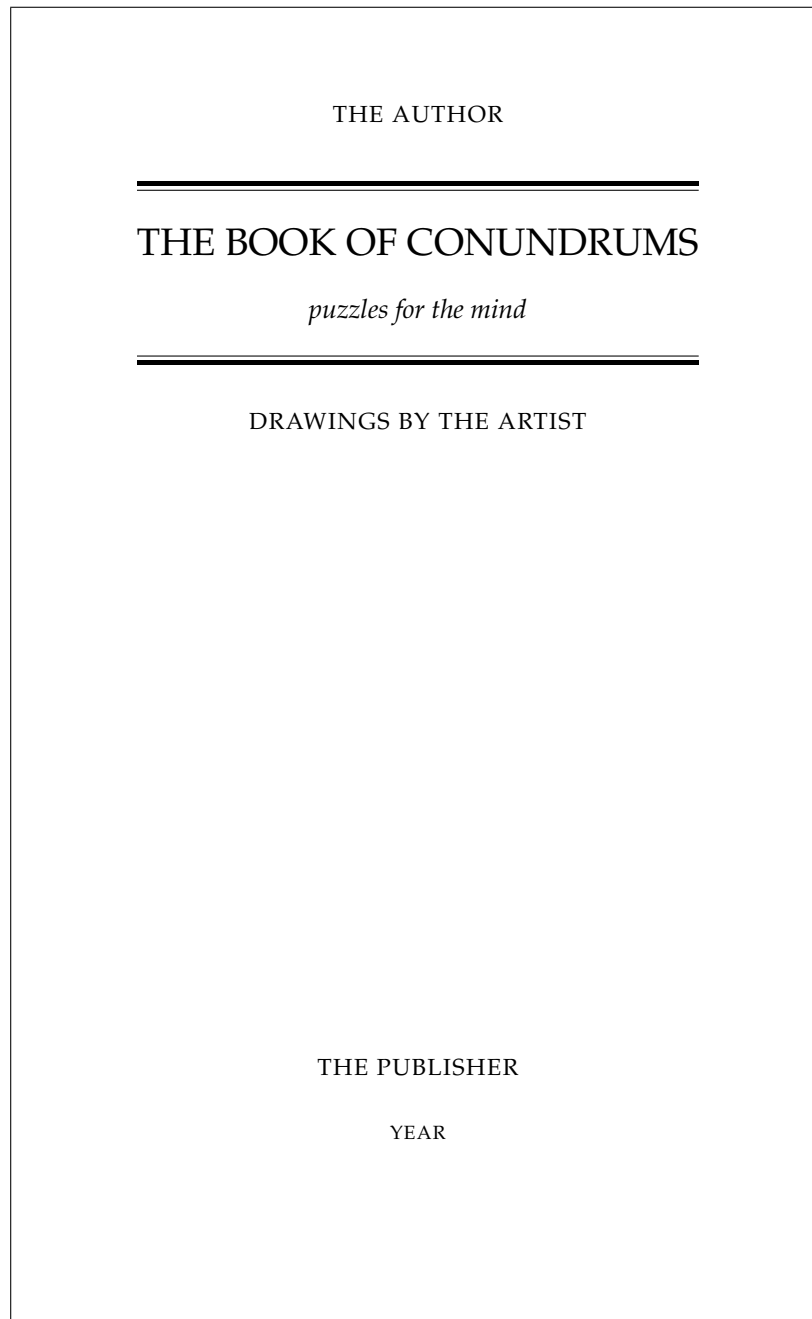 THE AUTHOR
THE BOOK OF CONUNDRUMS
puzzles for the mind
DRAWINGS BY THE ARTIST
THE PUBLISHER
YEAR